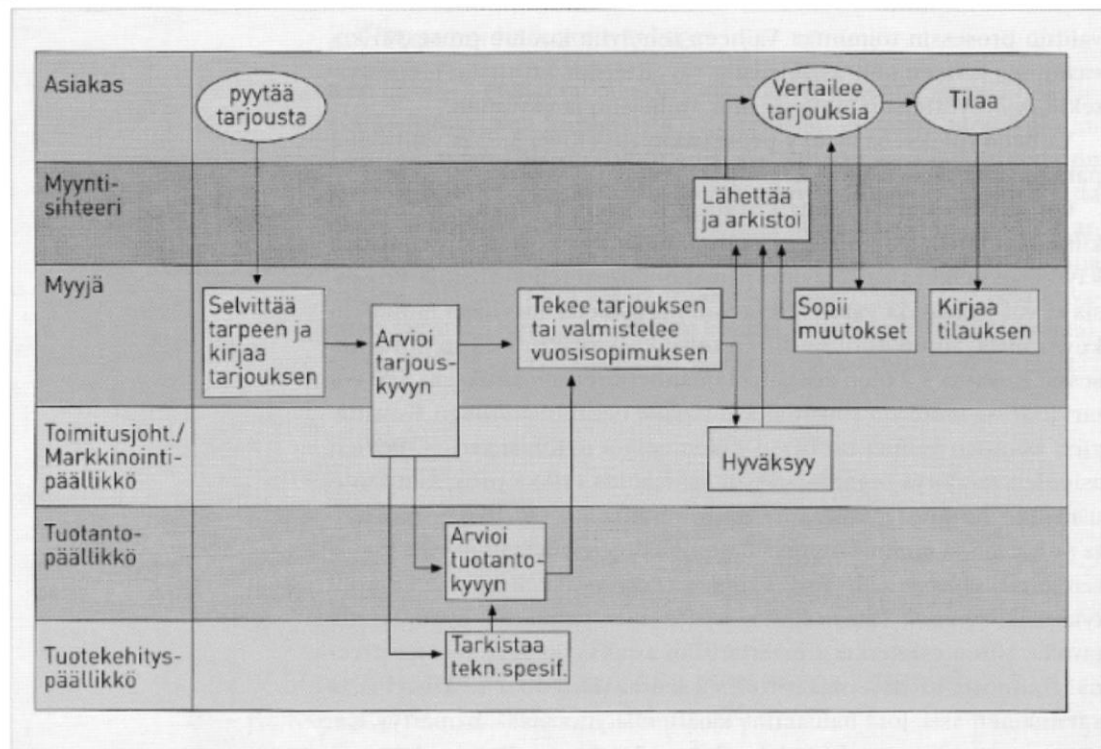 Asiakas
pyytää
tarjousta
Vertailee
tarjouksia
Tilaa
Myynti-
sihteeri
Lähettää
ja arkistoi
Myyjä
Selvittää
tarpeen ja
kirjaa
tarjouksen
Arvioi
tarjous-
kyvyn
Tekee tarjouksen
tai valmistelee
vuosisopimuksen
Sopii
muutokset
Kirjaa
tilauksen
Toimitusjoht./
Markkinointi-
päällikkö
Hyväksyy
Tuotanto-
päällikkö
Arvioi
tuotanto-
kyvyn
Tuotekehitys-
päällikkö
Tarkistaa
tekn.spesif.